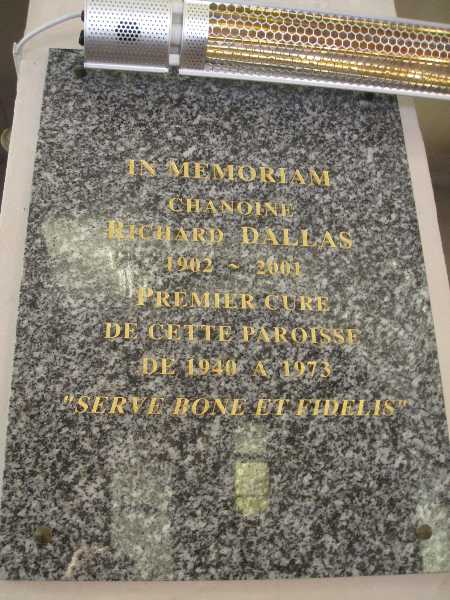 IN MEMORIAM
CHANOINE
RICHARD DALLAS
1902 ~ 2001
PREMIER CURE
DE CETTE PAROISSE
DE 1940 A 1973
"SERVE BONE ET FIDELIS"